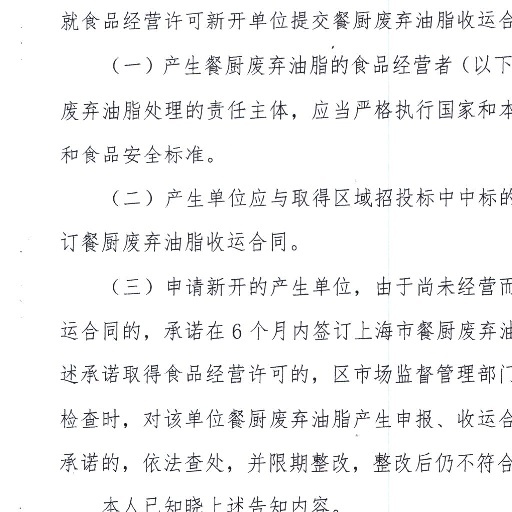 就食品经营许可新开单位提交餐厨废弃油脂收运合
（一）产生餐厨废弃油脂的食品经营者（以下
废弃油脂处理的责任主体，应当严格执行国家和本
和食品安全标准。
（二）产生单位应与取得区域招投标中中标的
订餐厨废弃油脂收运合同。
（三）申请新开的产生单位，由于尚未经营而
运合同的，承诺在6个月内签订上海市餐厨废弃油
述承诺取得食品经营许可的，区市场监督管理部门
检查时，对该单位餐厨废弃油脂产生申报、收运合
承诺的，依法查处，并限期整改，整改后仍不符合
本人已知晓上述告知内容。